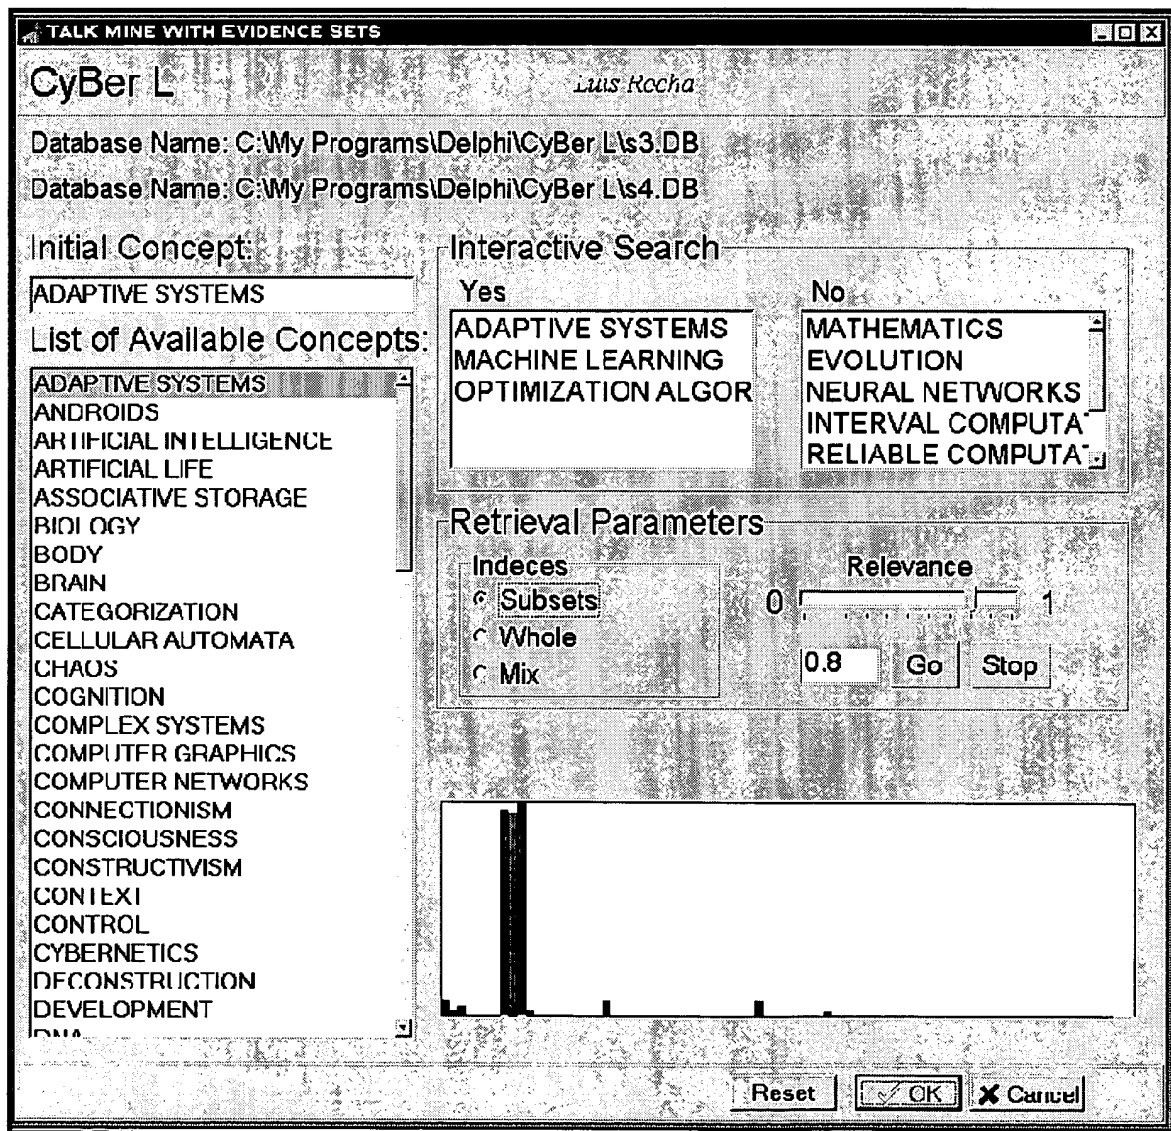 TALK MINE WITH EVIDENCE SETS
CyBer L
Luis Rocha
Database Name: C:\My Programs\Delphi\CyBer L\s3.DB
Database Name: C:\My Programs\Delphi\CyBer L\s4.DB
Initial Concept:
ADAPTIVE SYSTEMS
List of Available Concepts:
ADAPTIVE SYSTEMS
ANDROIDS
ARTIFICIAL INTELLIGENCE
ARTIFICIAL LIFE
ASSOCIATIVE STORAGE
BIOLOGY
BODY
BRAIN
CATEGORIZATION
CELLULAR AUTOMATA
CHAOS
COGNITION
COMPLEX SYSTEMS
COMPUTER GRAPHICS
COMPUTER NETWORKS
CONNECTIONISM
CONSCIOUSNESS
CONSTRUCTIVISM
CONTEXT
CONTROL
CYBERNETICS
DECONSTRUCTION
DEVELOPMENT
DNA
Interactive Search
Yes
ADAPTIVE SYSTEMS
MACHINE LEARNING
OPTIMIZATION ALGOR
No
MATHEMATICS
EVOLUTION
NEURAL NETWORKS
INTERVAL COMPUTAT
RELIABLE COMPUTAT
Retrieval Parameters
Indeces
Subsets
Whole
Mix
Relevance
0 1
0.8 Go Stop
Reset OK Cancel